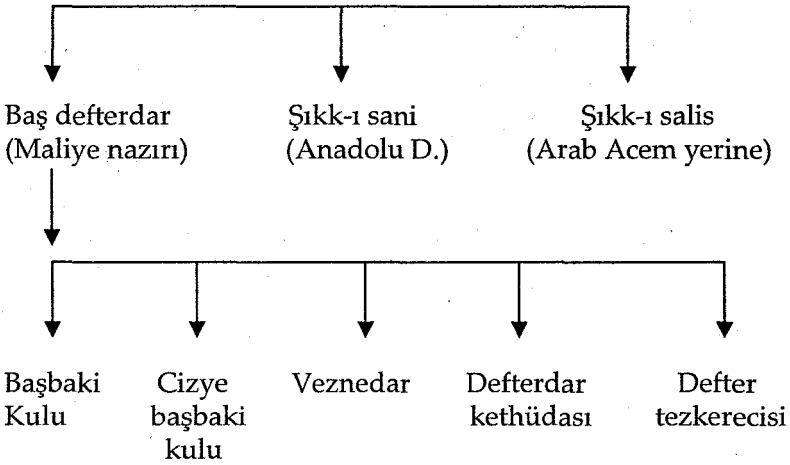 Baş defterdar
(Maliye nazırı)
Şıkk-ı sani
(Anadolu D.)
Şıkk-ı salis
(Arab Acem yerine)
Başbaki
Kulu
Cizye
başbaki
kulu
Veznedar
Defterdar
kethüdası
Defter
tezkerecisi